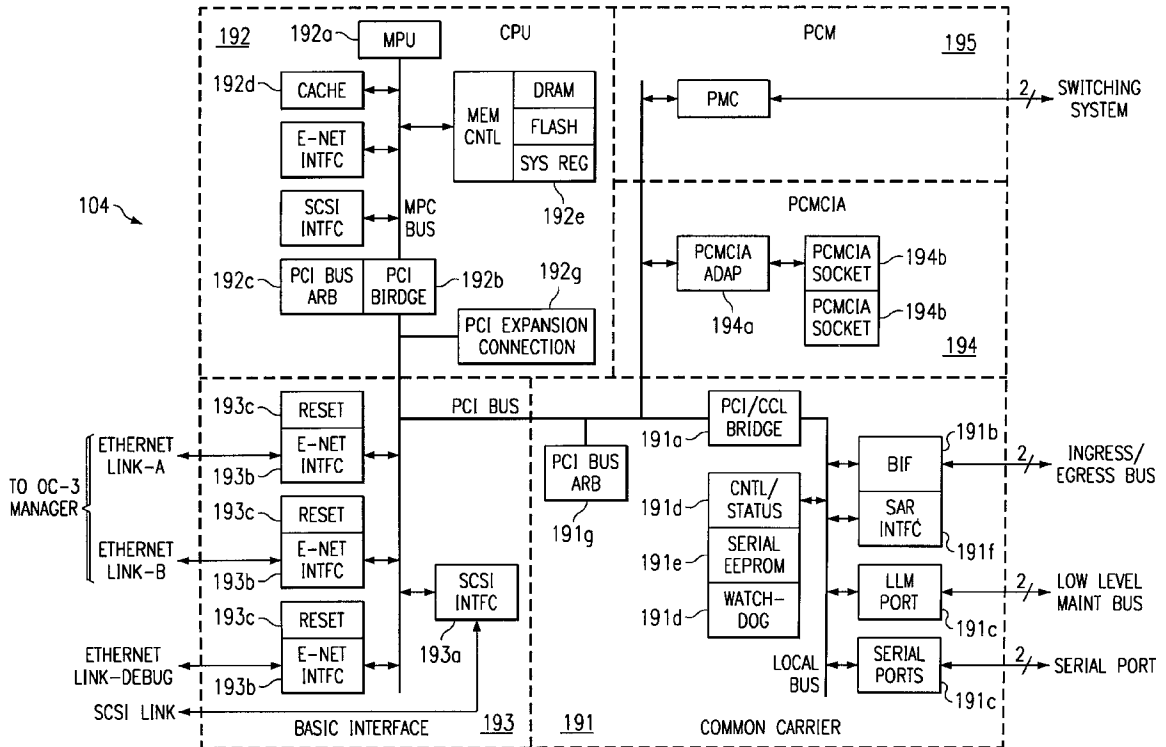 192
192a
MPU
CPU
PCM
195
192d
CACHE
MEM
CNTL
DRAM
FLASH
SYS REG
192e
PMC
2
SWITCHING
SYSTEM
E-NET
INTFC
104
SCSI
INTFC
MPC
BUS
PCMCIA
PCMCIA
ADAP
194a
PCMCIA
SOCKET
194b
PCMCIA
SOCKET
194b
194
192c
PCI BUS
ARB
PCI
BIRDGE
192b
192g
PCI EXPANSION
CONNECTION
TO OC-3
MANAGER
193c
RESET
ETHERNET
LINK-A
E-NET
INTFC
193b
193c
RESET
ETHERNET
LINK-B
E-NET
INTFC
193b
193c
RESET
ETHERNET
LINK-DEBUG
E-NET
INTFC
193b
SCSI LINK
SCSI
INTFC
193a
BASIC INTERFACE
193
PCI BUS
PCI BUS
ARB
191g
191a
PCI/CCL
BRIDGE
191d
CNTL/
STATUS
191e
SERIAL
EEPROM
191d
WATCH-
DOG
191b
BIF
2
INGRESS/
EGRESS BUS
SAR
INTFC
191f
LLM
PORT
191c
2
LOW LEVEL
MAINT BUS
LOCAL
BUS
SERIAL
PORTS
191c
2
SERIAL PORT
191
COMMON CARRIER